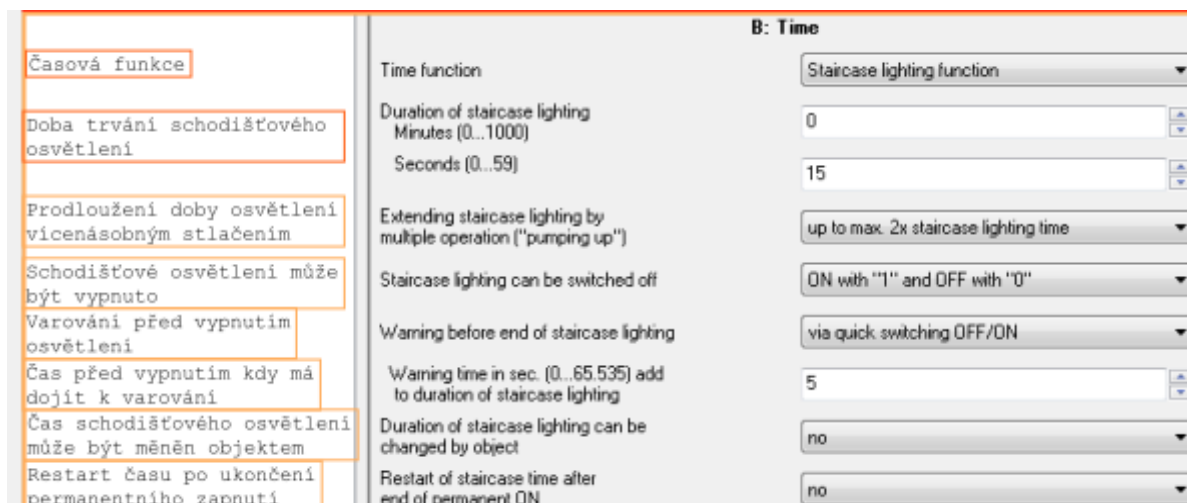 B: Time
Časová funkce
Time function
Staircase lighting function
Doba trvání schodišťového
osvětlení
Duration of staircase lighting
Minutes (0...1000)
0
Seconds (0...59)
15
Prodloužení doby osvětlení
vícenásobným stlačením
Extending staircase lighting by
multiple operation ("pumping up")
up to max. 2x staircase lighting time
Schodišťové osvětlení může
být vypnuto
Staircase lighting can be switched off
ON with "1" and OFF with "0"
Varování před vypnutím
osvětlení
Warning before end of staircase lighting
via quick switching OFF/ON
Čas před vypnutím kdy má
dojít k varování
Warning time in sec. (0...65.535) add
to duration of staircase lighting
5
Čas schodišťového osvětlení
může být měněn objektem
Duration of staircase lighting can be
changed by object
no
Restart času po ukončení
permanentního zapnutí
Restart of staircase time after
end of permanent ON
no